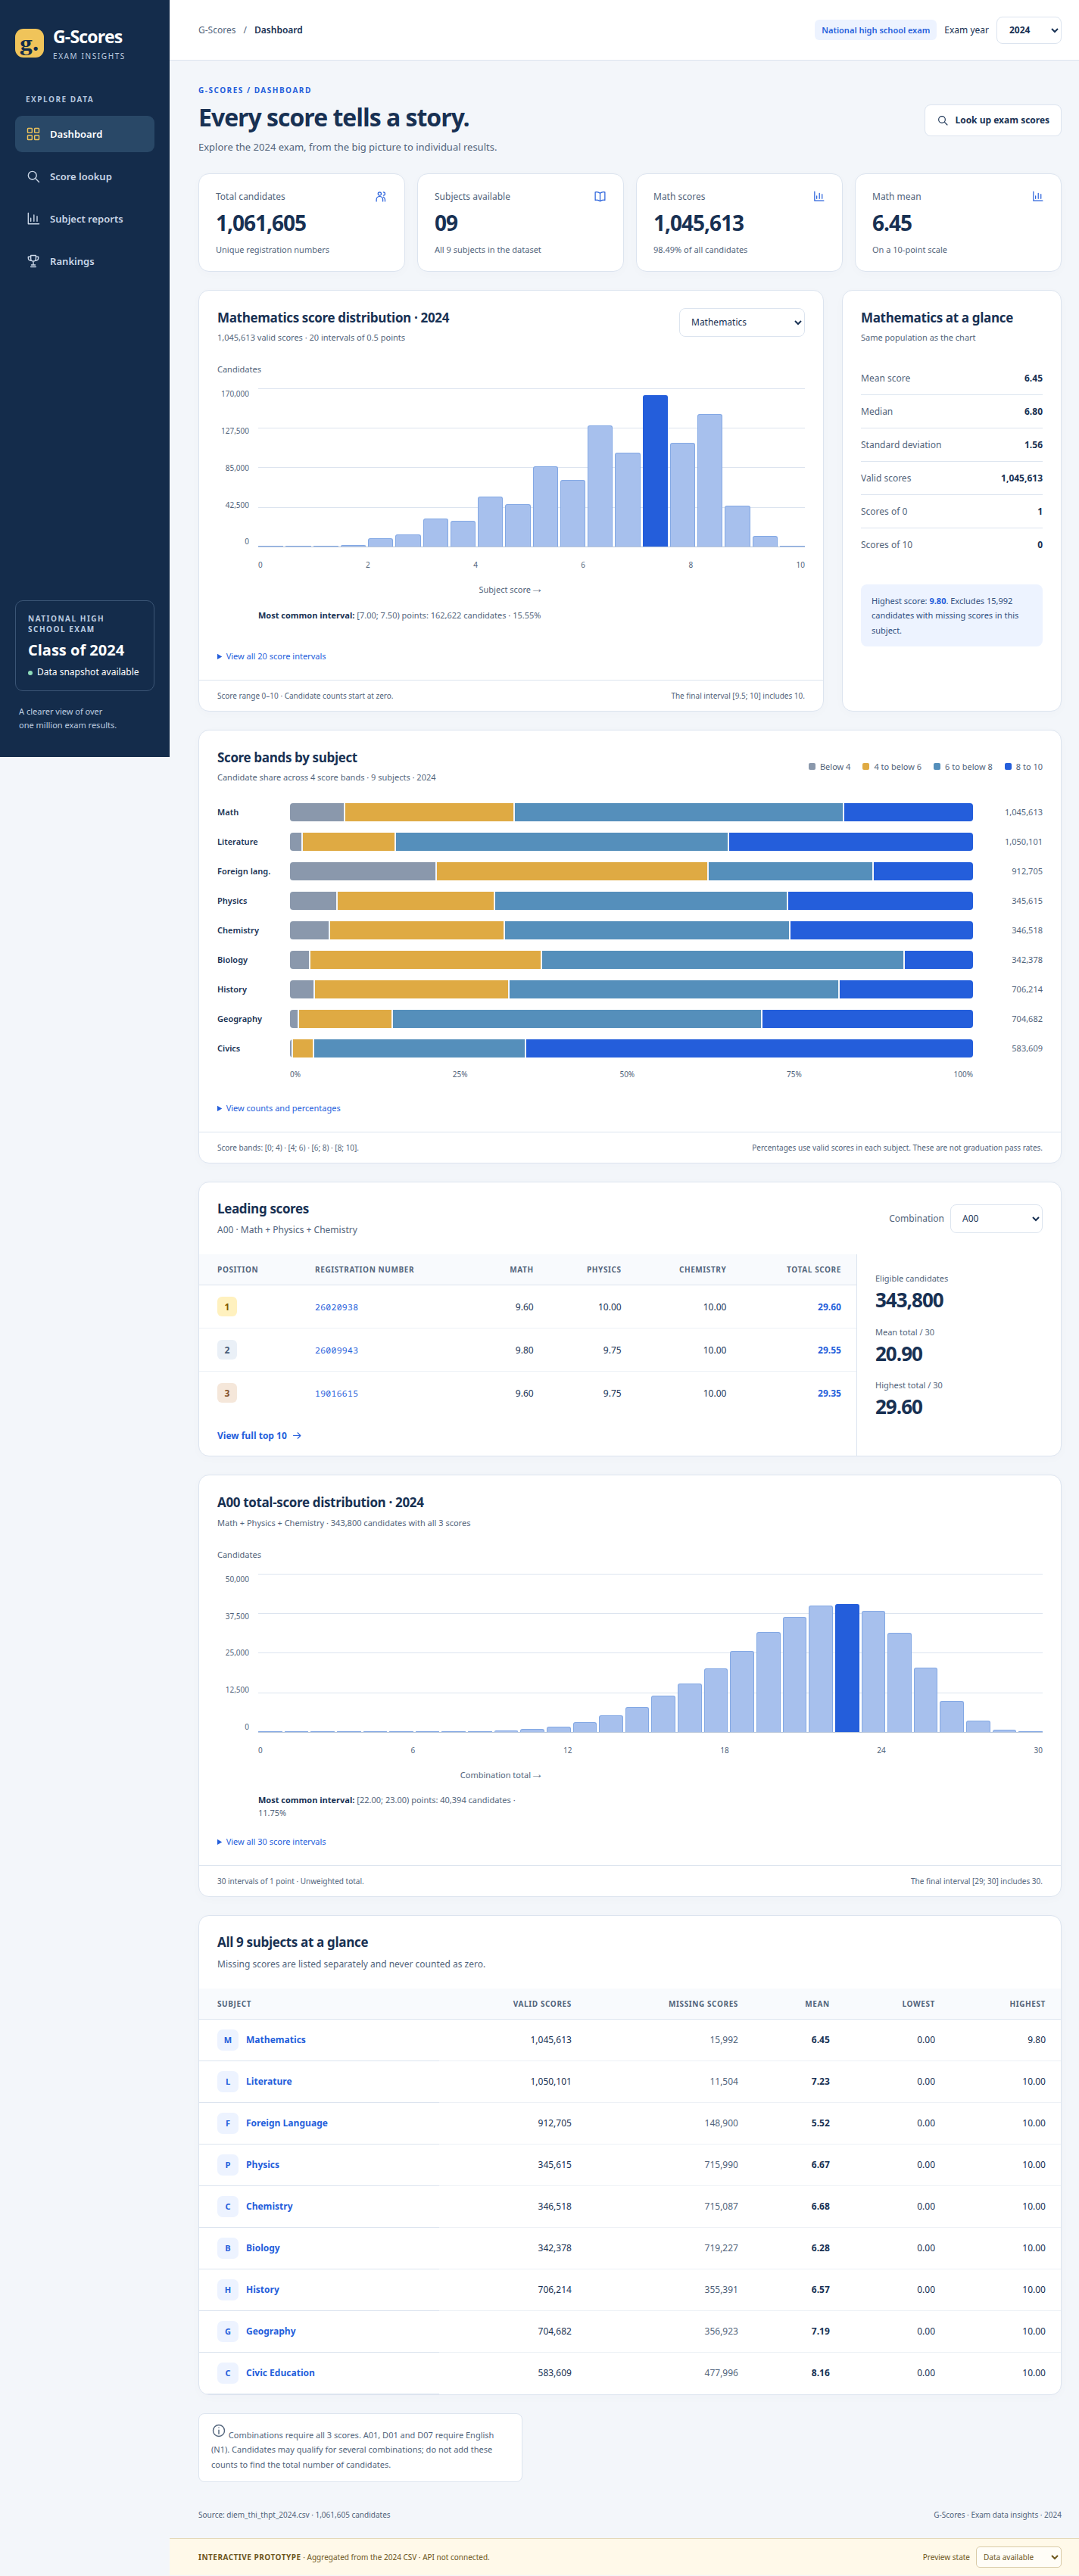 g.
G-Scores
EXAM INSIGHTS
EXPLORE DATA
Dashboard
Score lookup
Subject reports
Rankings
NATIONAL HIGH
SCHOOL EXAM
Class of 2024
Data snapshot available
A clearer view of over
one million exam results.
G-Scores / Dashboard
National high school exam Exam year 2024
G-SCORES / DASHBOARD
Every score tells a story.
Explore the 2024 exam, from the big picture to individual results.
Look up exam scores
Total candidates
1,061,605
Unique registration numbers
Subjects available
09
All 9 subjects in the dataset
Math scores
1,045,613
98.49% of all candidates
Math mean
6.45
On a 10-point scale
Mathematics score distribution · 2024
1,045,613 valid scores · 20 intervals of 0.5 points
Mathematics
Candidates
170,000
127,500
85,000
42,500
0
0 2 4 6 8 10
Subject score →
Most common interval: [7.00; 7.50) points: 162,622 candidates · 15.55%
View all 20 score intervals
Score range 0–10 · Candidate counts start at zero. The final interval [9.5; 10] includes 10.
Mathematics at a glance
Same population as the chart
Mean score 6.45
Median 6.80
Standard deviation 1.56
Valid scores 1,045,613
Scores of 0 1
Scores of 10 0
Highest score: 9.80. Excludes 15,992
candidates with missing scores in this
subject.
Score bands by subject
Candidate share across 4 score bands · 9 subjects · 2024
Below 4 4 to below 6 6 to below 8 8 to 10
Math 1,045,613
Literature 1,050,101
Foreign lang. 912,705
Physics 345,615
Chemistry 346,518
Biology 342,378
History 706,214
Geography 704,682
Civics 583,609
0% 25% 50% 75% 100%
View counts and percentages
Score bands: [0; 4) · [4; 6) · [6; 8) · [8; 10]. Percentages use valid scores in each subject. These are not graduation pass rates.
Leading scores
A00 · Math + Physics + Chemistry
Combination A00
POSITION REGISTRATION NUMBER MATH PHYSICS CHEMISTRY TOTAL SCORE
1 26020938 9.60 10.00 10.00 29.60
2 26009943 9.80 9.75 10.00 29.55
3 19016615 9.60 9.75 10.00 29.35
View full top 10 →
Eligible candidates
343,800
Mean total / 30
20.90
Highest total / 30
29.60
A00 total-score distribution · 2024
Math + Physics + Chemistry · 343,800 candidates with all 3 scores
Candidates
50,000
37,500
25,000
12,500
0
0 6 12 18 24 30
Combination total →
Most common interval: [22.00; 23.00) points: 40,394 candidates ·
11.75%
View all 30 score intervals
30 intervals of 1 point · Unweighted total. The final interval [29; 30] includes 30.
All 9 subjects at a glance
Missing scores are listed separately and never counted as zero.
SUBJECT VALID SCORES MISSING SCORES MEAN LOWEST HIGHEST
M Mathematics 1,045,613 15,992 6.45 0.00 9.80
L Literature 1,050,101 11,504 7.23 0.00 10.00
F Foreign Language 912,705 148,900 5.52 0.00 10.00
P Physics 345,615 715,990 6.67 0.00 10.00
C Chemistry 346,518 715,087 6.68 0.00 10.00
B Biology 342,378 719,227 6.28 0.00 10.00
H History 706,214 355,391 6.57 0.00 10.00
G Geography 704,682 356,923 7.19 0.00 10.00
C Civic Education 583,609 477,996 8.16 0.00 10.00
Combinations require all 3 scores. A01, D01 and D07 require English
(N1). Candidates may qualify for several combinations; do not add these
counts to find the total number of candidates.
Source: diem_thi_thpt_2024.csv · 1,061,605 candidates G-Scores · Exam data insights · 2024
INTERACTIVE PROTOTYPE · Aggregated from the 2024 CSV · API not connected. Preview state Data available